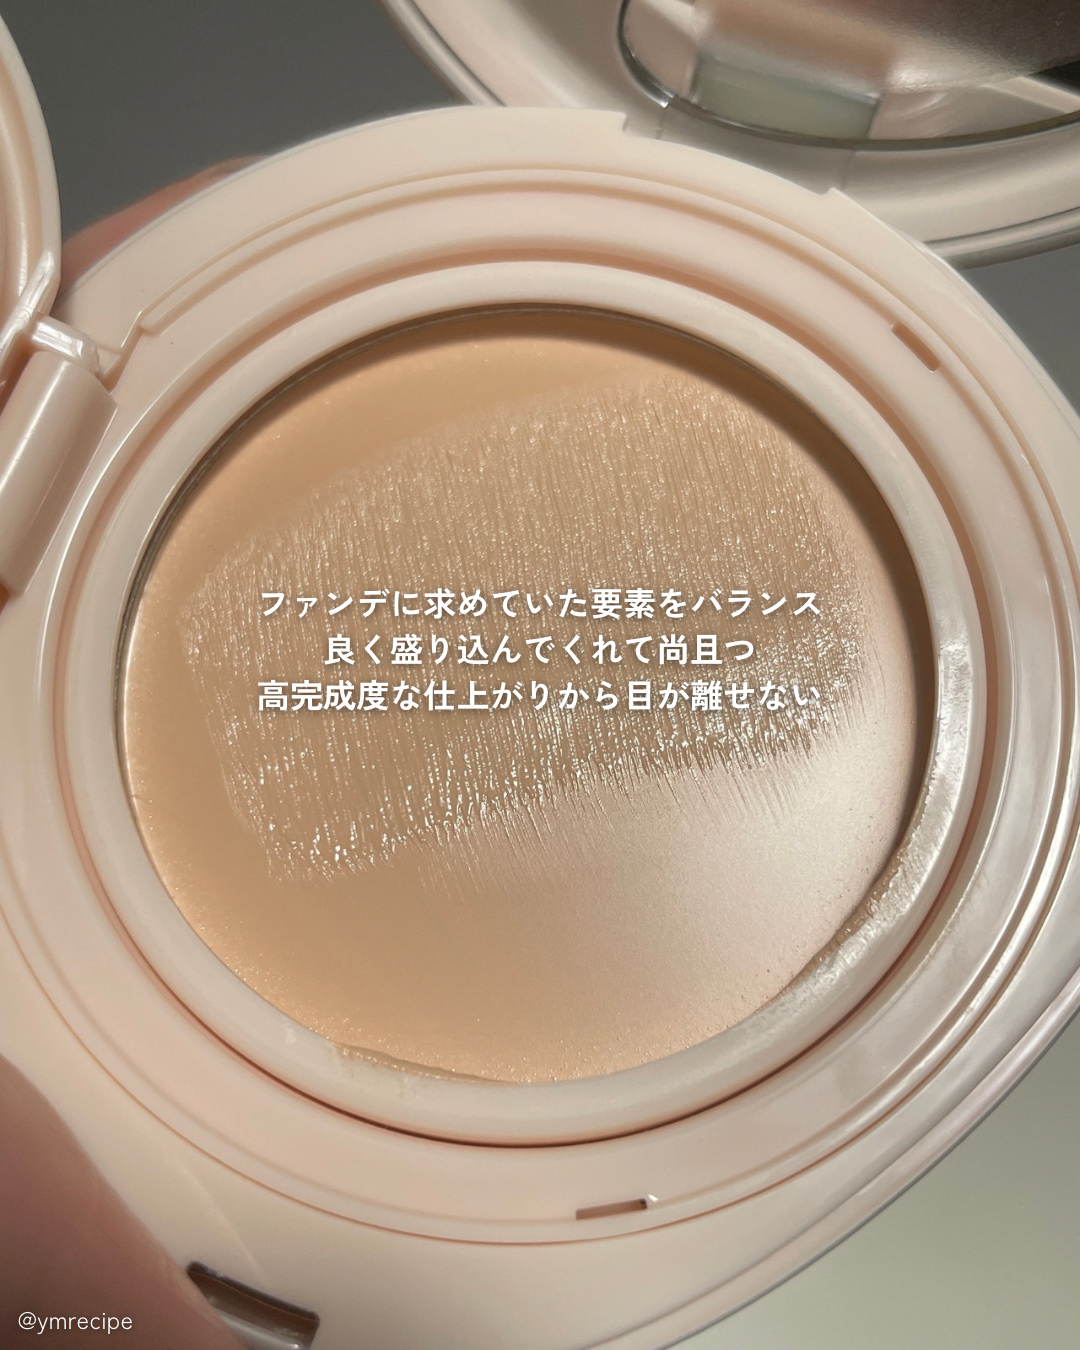 ファンデに求めていた要素をバランス
良く盛り込んでくれて尚且つ
高完成度な仕上がりから目が離せない
@ymrecipe